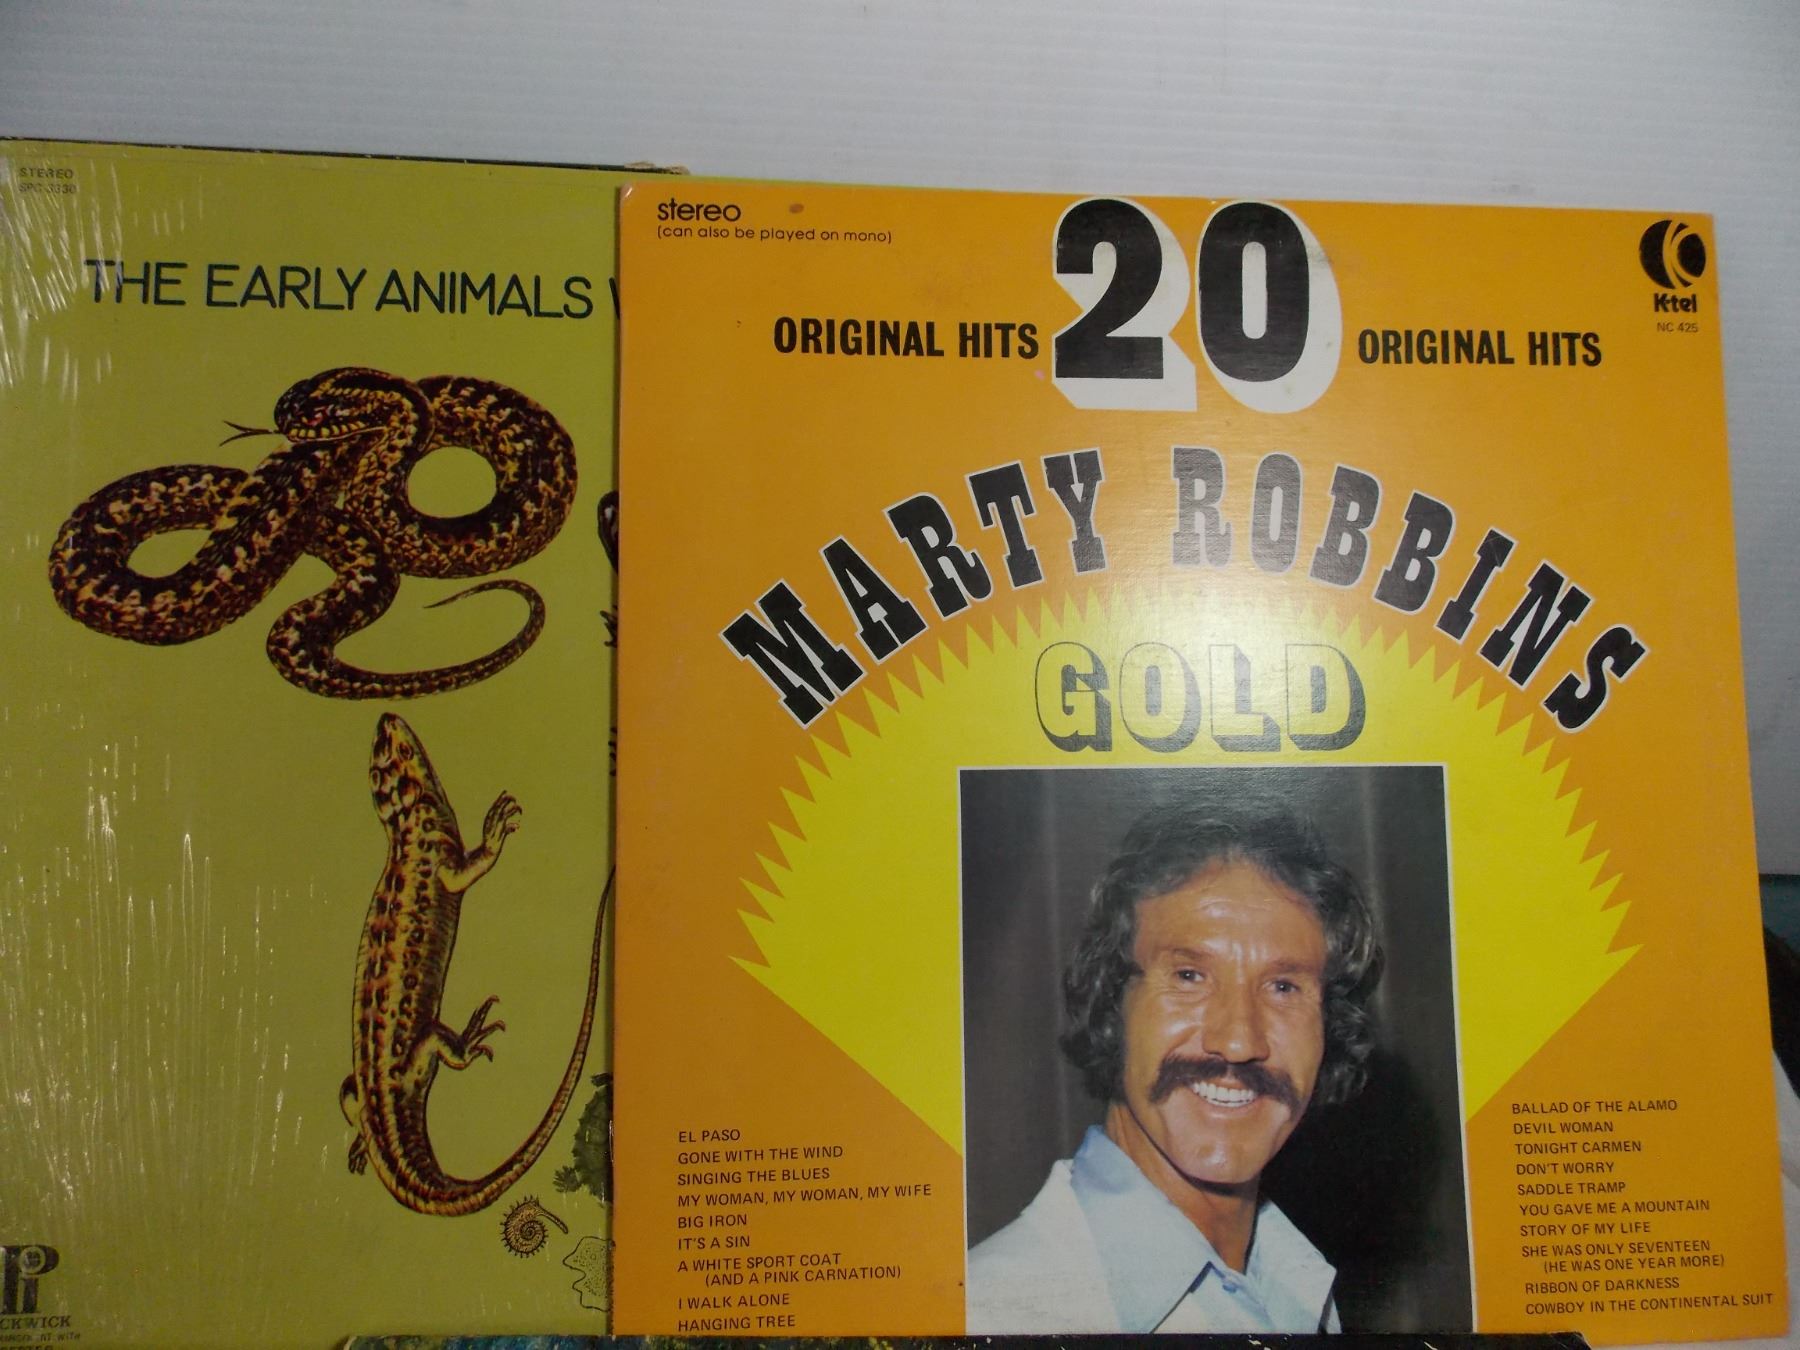 STEREO
SPC-3330
THE EARLY ANIMALS
stereo
(can also be played on mono)
ORIGINAL HITS 20 ORIGINAL HITS
K-tel
NC 425
MARTY ROBBINS
GOLD
EL PASO
GONE WITH THE WIND
SINGING THE BLUES
MY WOMAN, MY WOMAN, MY WIFE
BIG IRON
IT'S A SIN
A WHITE SPORT COAT
(AND A PINK CARNATION)
I WALK ALONE
HANGING TREE
BALLAD OF THE ALAMO
DEVIL WOMAN
TONIGHT CARMEN
DON'T WORRY
SADDLE TRAMP
YOU GAVE ME A MOUNTAIN
STORY OF MY LIFE
SHE WAS ONLY SEVENTEEN
(HE WAS ONE YEAR MORE)
RIBBON OF DARKNESS
COWBOY IN THE CONTINENTAL SUIT
Pi
CKWICK